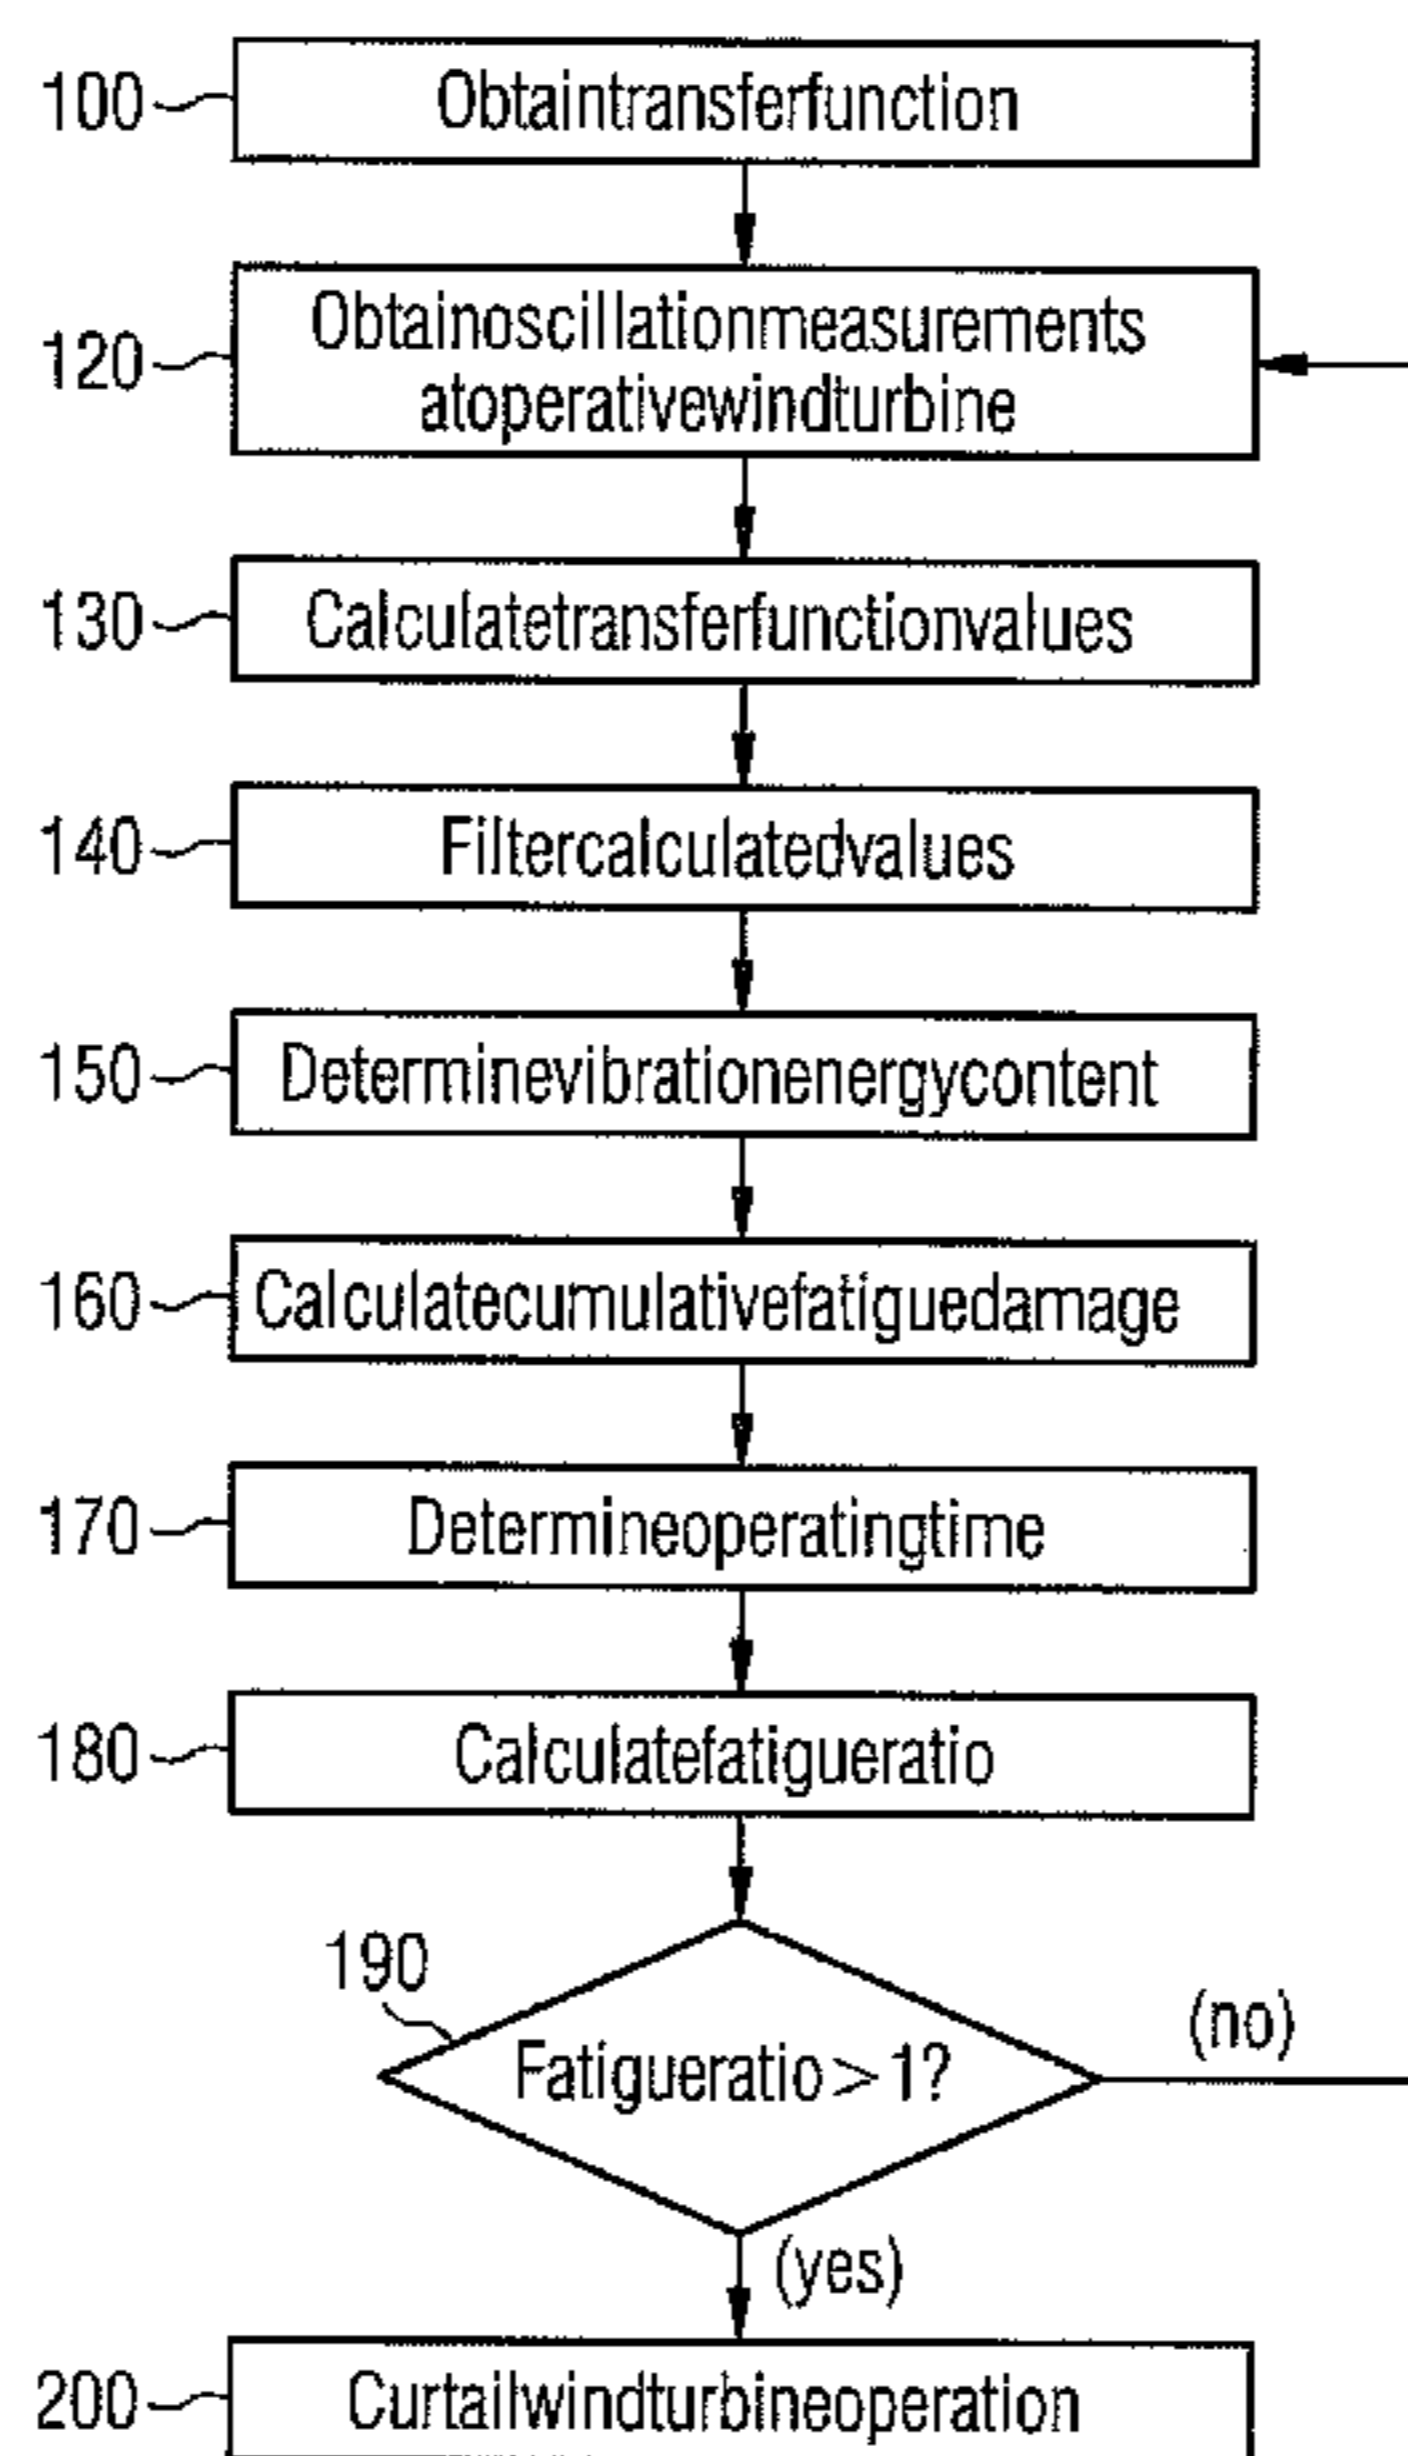 100 Obtaintransferfunction
120 Obtainoscillationmeasurements
atoperativewindturbine
130 Calculatetransferfunctionvalues
140 Filtercalculatedvalues
150 Determinevibrationenergycontent
160 Calculatecumulativefatiguedamage
170 Determineoperatingtime
180 Calculatefatigueratio
190
(no)
Fatigueratio>1?
(yes)
200 Curtailwindturbineoperation